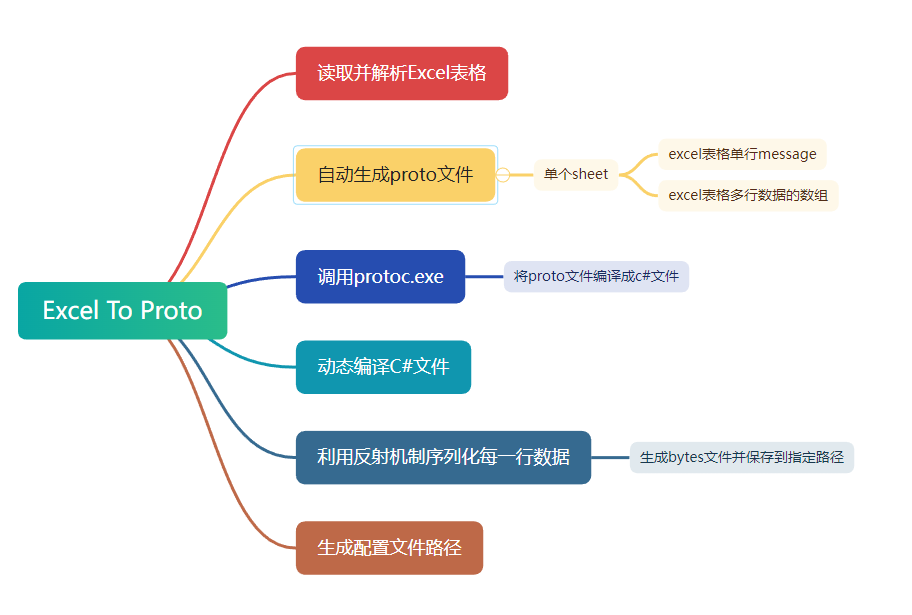 读取并解析Excel表格
自动生成proto文件
单个sheet
excel表格单行message
excel表格多行数据的数组
调用protoc.exe
将proto文件编译成c#文件
Excel To Proto
动态编译C#文件
利用反射机制序列化每一行数据
生成bytes文件并保存到指定路径
生成配置文件路径